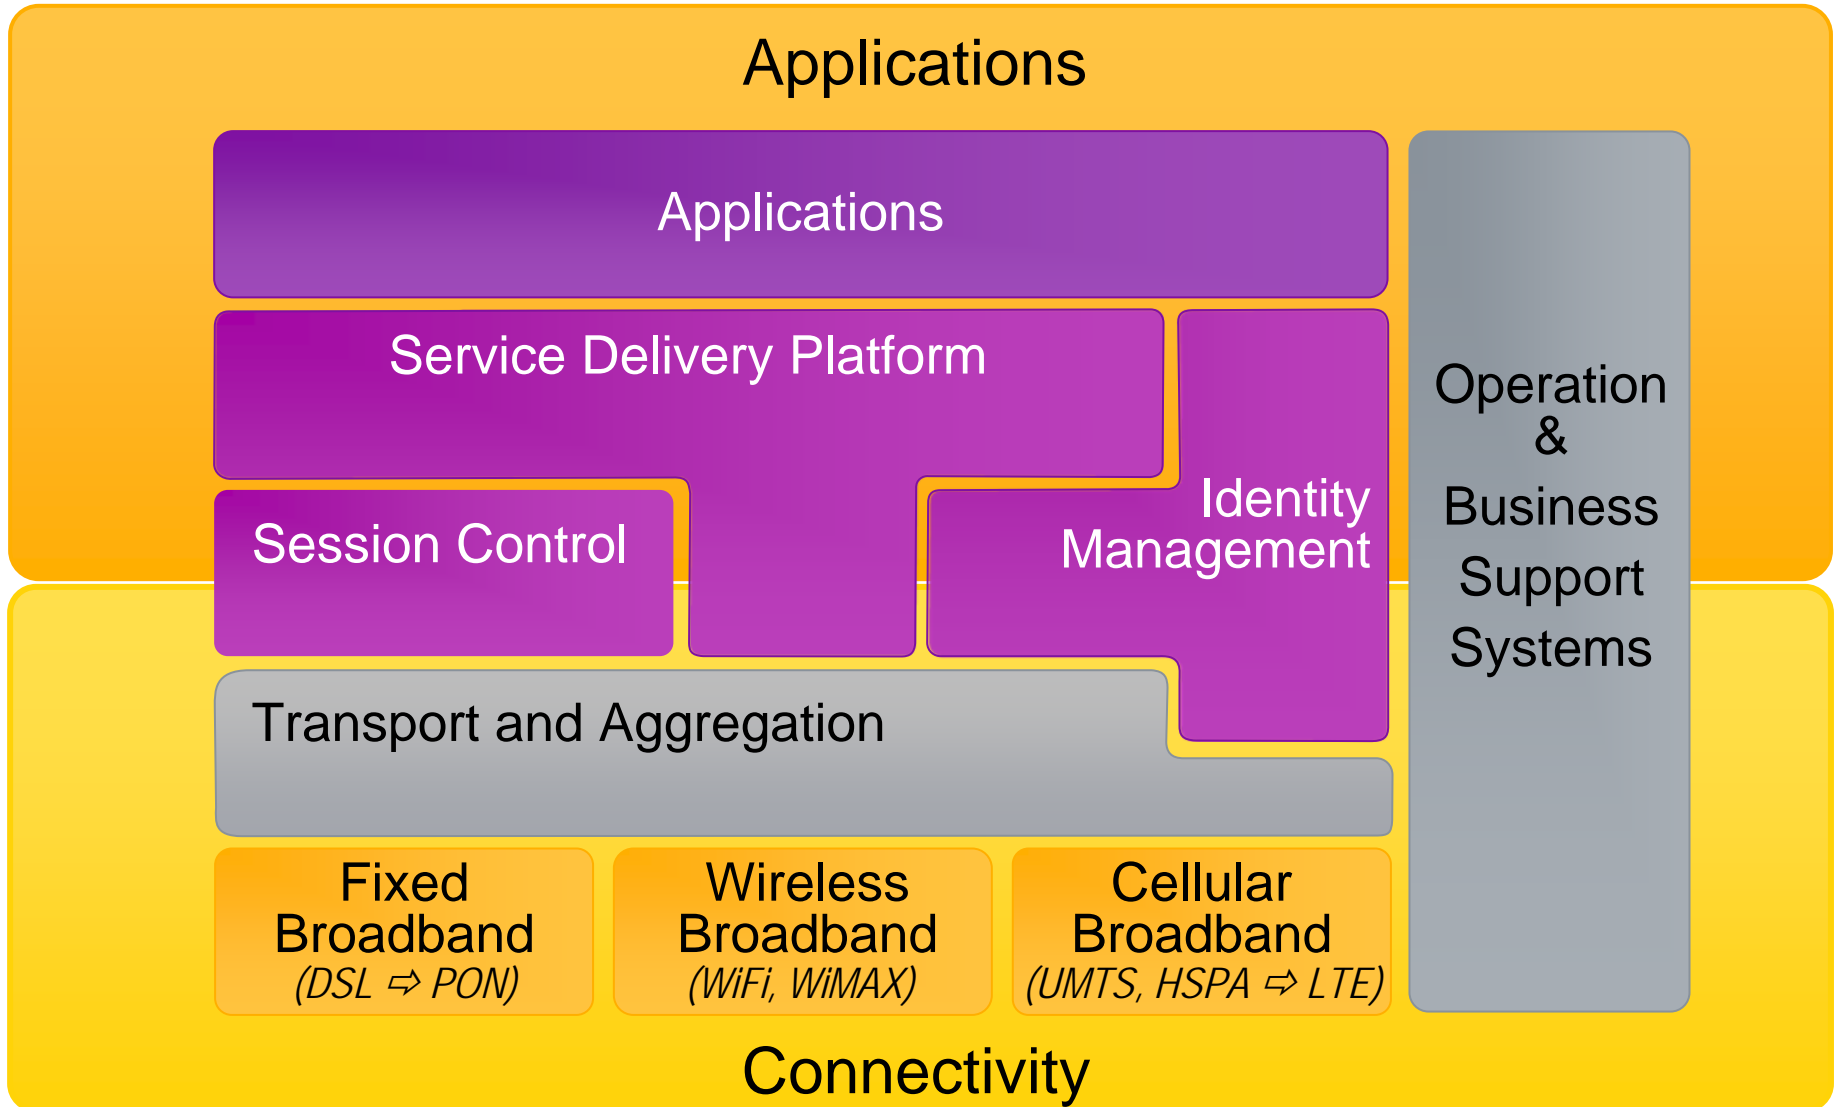 Applications
Applications
Service Delivery Platform
Session Control
Identity
Management
Operation
&
Business
Support
Systems
Transport and Aggregation
Fixed
Broadband
(DSL ⇨ PON)
Wireless
Broadband
(WiFi, WiMAX)
Cellular
Broadband
(UMTS, HSPA ⇨ LTE)
Connectivity